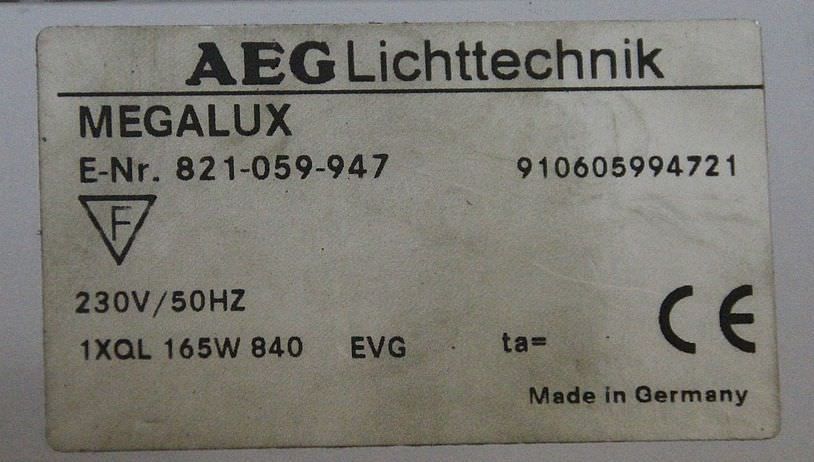 AEG Lichttechnik
MEGALUX
E-Nr. 821-059-947 910605994721
F
230V/50HZ
1XQL 165W 840 EVG ta=
CE
Made in Germany